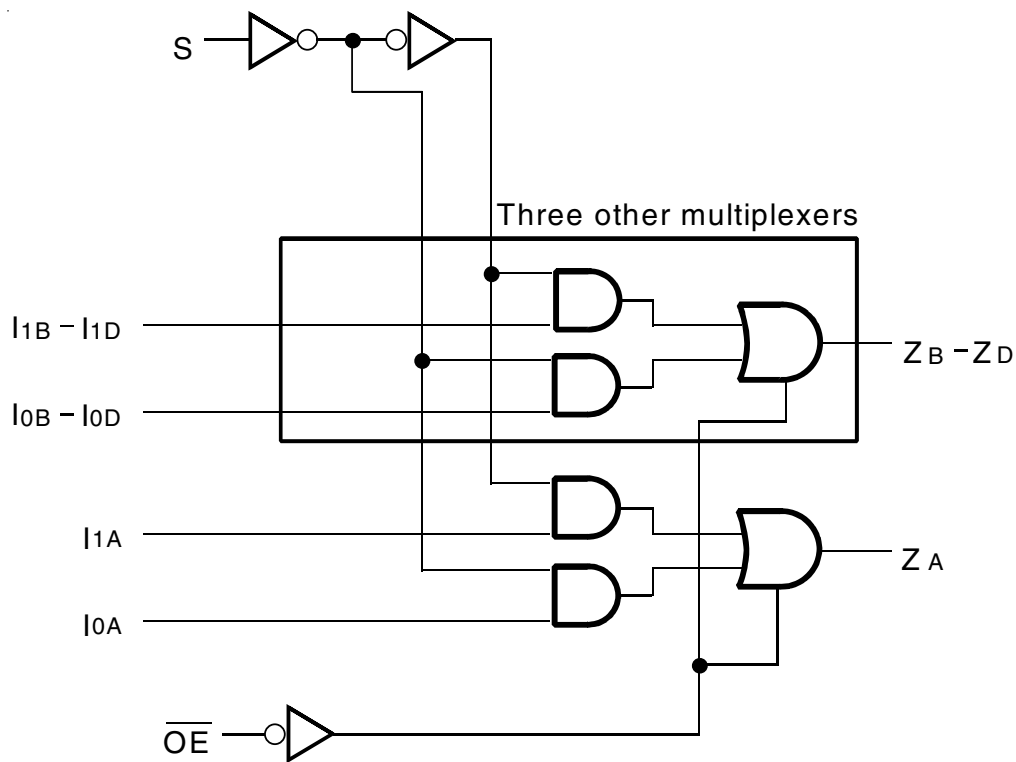 S
Three other multiplexers
I1B – I1D
ZB – ZD
I0B – I0D
I1A
ZA
I0A
OE